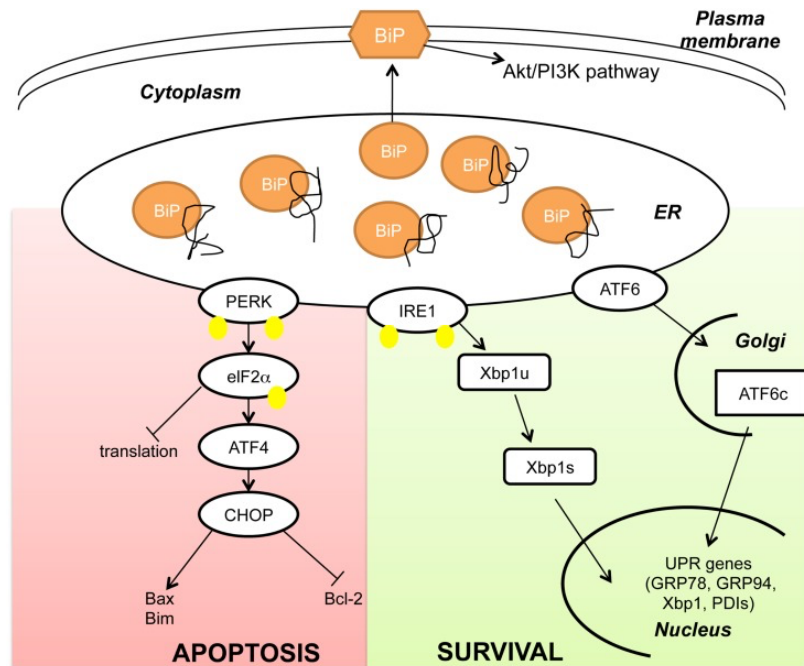 BiP
Plasma
membrane
Akt/PI3K pathway
Cytoplasm
BiP
BiP
BiP
BiP
BiP
BiP
ER
PERK
IRE1
ATF6
Golgi
eIF2α
Xbp1u
ATF6c
translation
ATF4
Xbp1s
CHOP
UPR genes
(GRP78, GRP94,
Xbp1, PDIs)
Nucleus
Bax
Bim
Bcl-2
APOPTOSIS
SURVIVAL